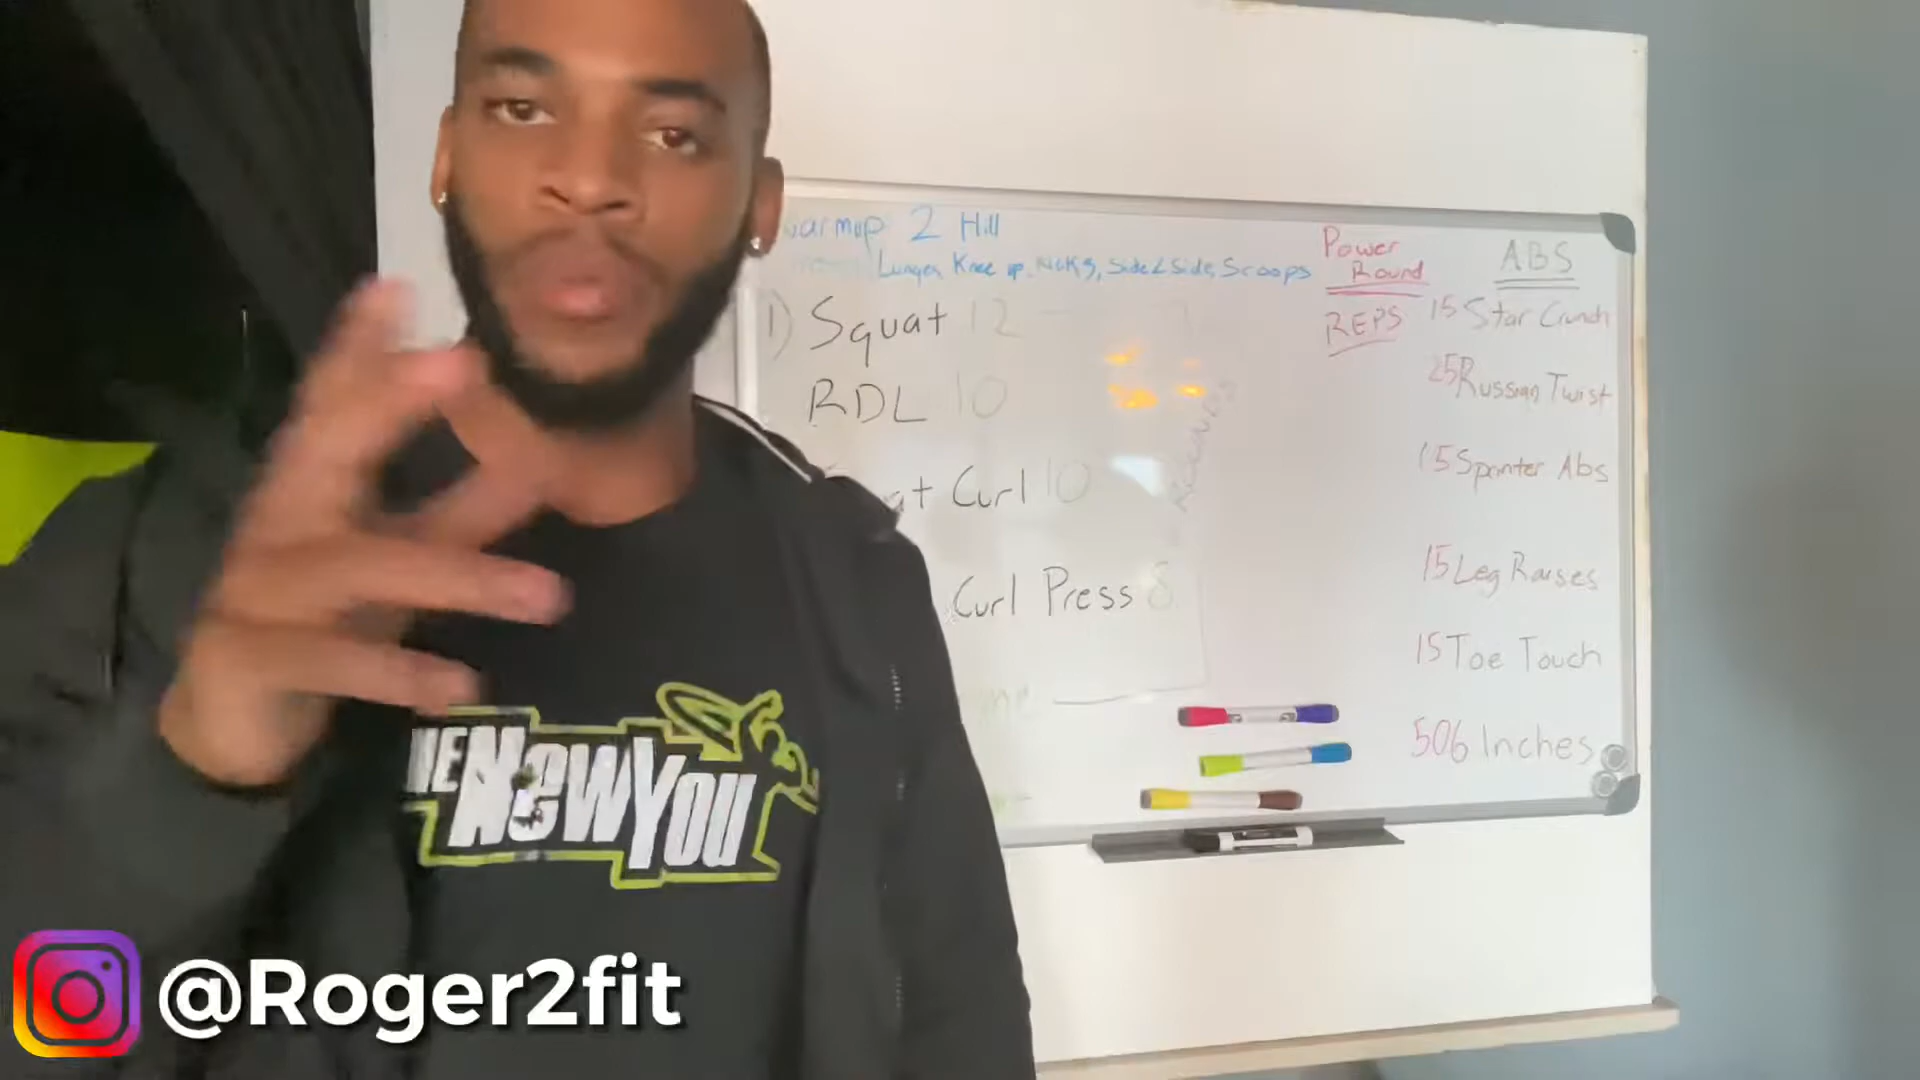 warmup 2 Hill
Lunges, Knee up, Kicks, Side 2 Side, Scoops
1) Squat 12
RDL 10
Curl 10
Curl Press 8
Power
Round
REPS
ABS
15 Star Crunch
25 Russian Twist
15 Sprinter Abs
15 Leg Raises
15 Toe Touch
50 6 Inches
NEWYOU
@Roger2fit